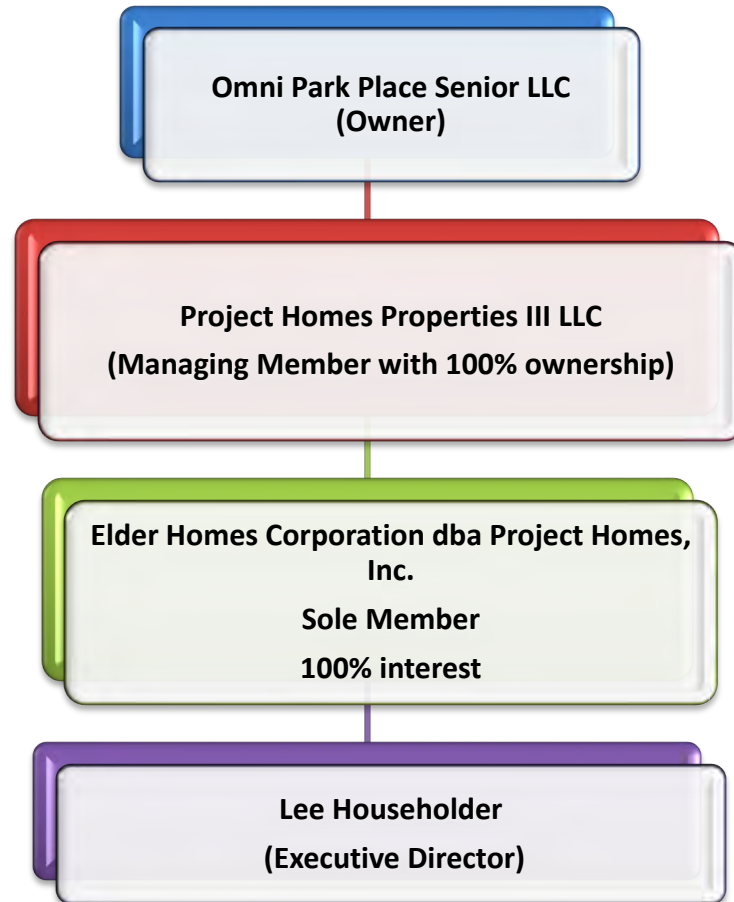 Omni Park Place Senior LLC
(Owner)
Project Homes Properties III LLC
(Managing Member with 100% ownership)
Elder Homes Corporation dba Project Homes,
Inc.
Sole Member
100% interest
Lee Householder
(Executive Director)